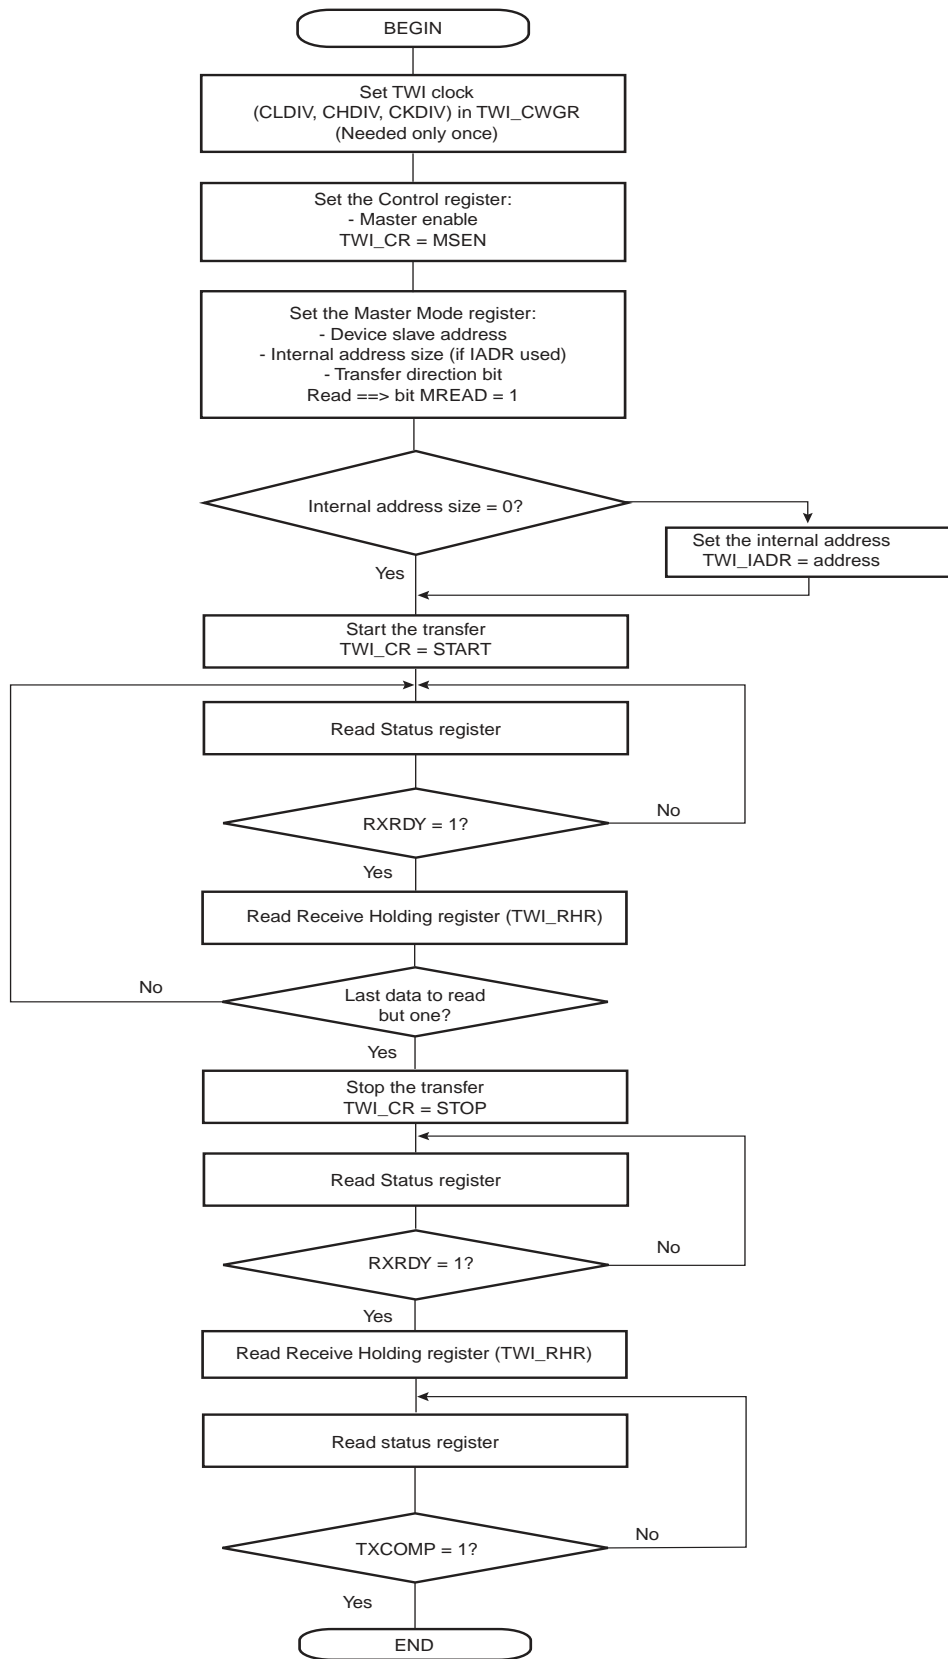 BEGIN
Set TWI clock
(CLDIV, CHDIV, CKDIV) in TWI_CWGR
(Needed only once)
Set the Control register:
- Master enable
TWI_CR = MSEN
Set the Master Mode register:
- Device slave address
- Internal address size (if IADR used)
- Transfer direction bit
Read ==> bit MREAD = 1
Internal address size = 0?
Set the internal address
TWI_IADR = address
Yes
Start the transfer
TWI_CR = START
Read Status register
RXRDY = 1?
No
Yes
Read Receive Holding register (TWI_RHR)
No
Last data to read
but one?
Yes
Stop the transfer
TWI_CR = STOP
Read Status register
RXRDY = 1?
No
Yes
Read Receive Holding register (TWI_RHR)
Read status register
TXCOMP = 1?
No
Yes
END